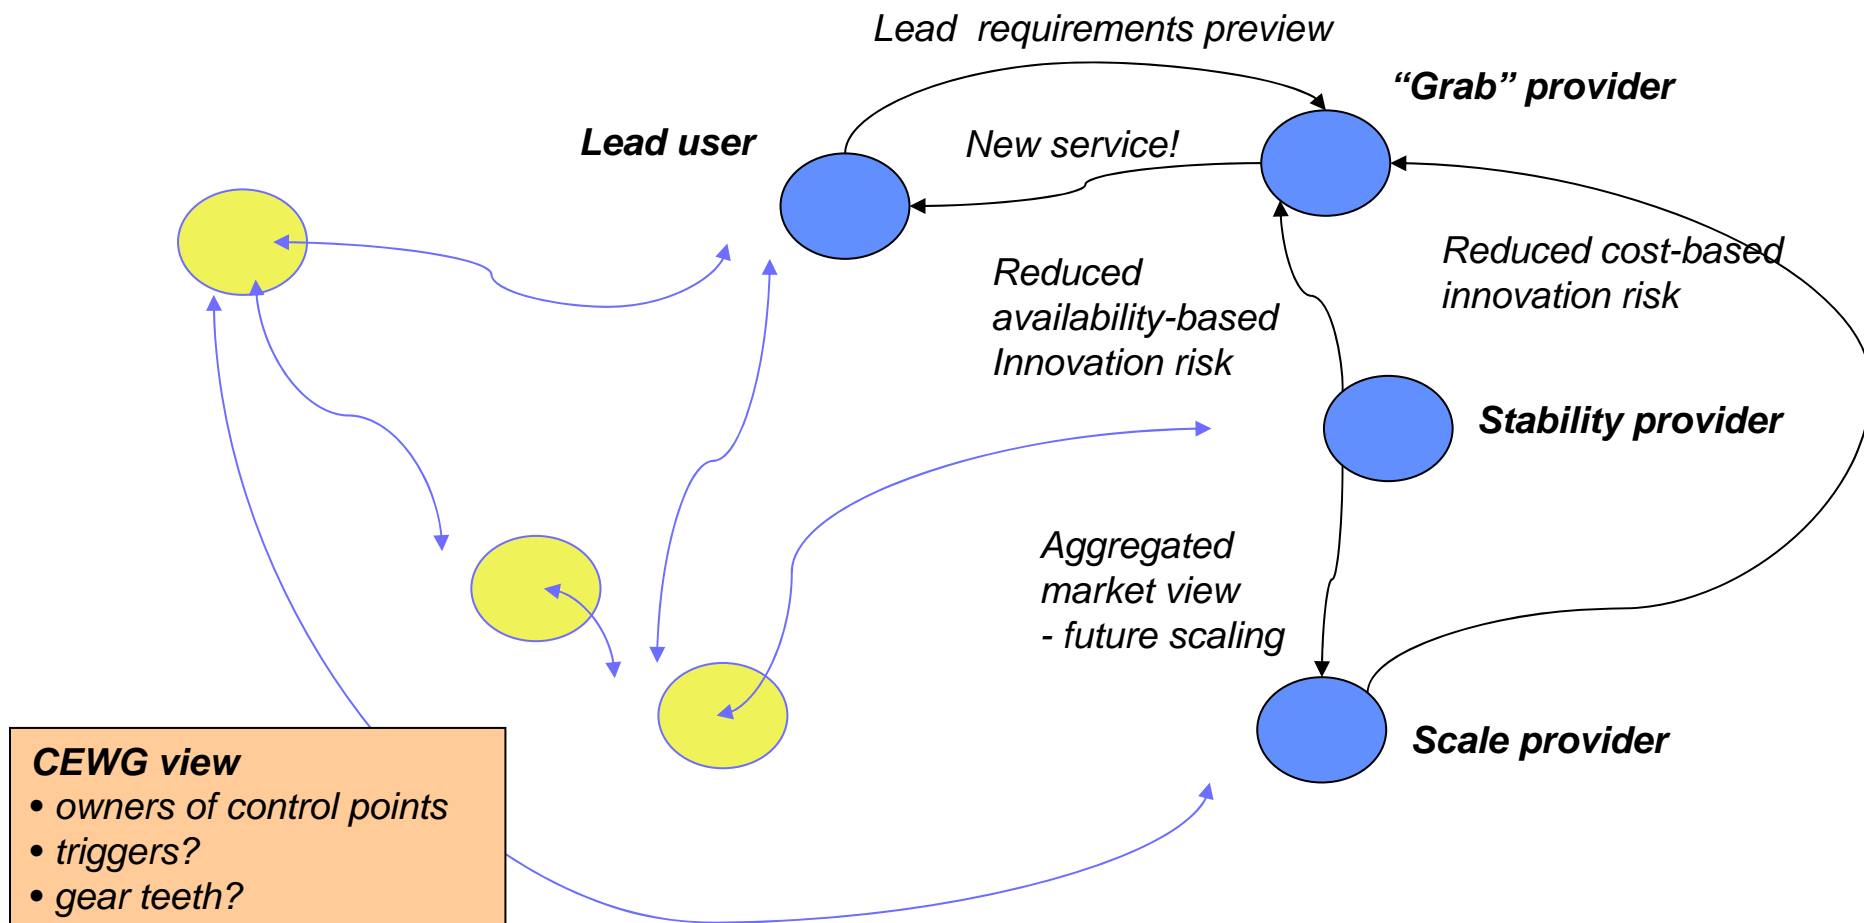 Lead  requirements preview
“Grab” provider
Lead user
New service!
Reduced
availability-based
Innovation risk
Reduced cost-based
innovation risk
Stability provider
Aggregated
market view
- future scaling
Scale provider
CEWG view
• owners of control points
• triggers?
• gear teeth?